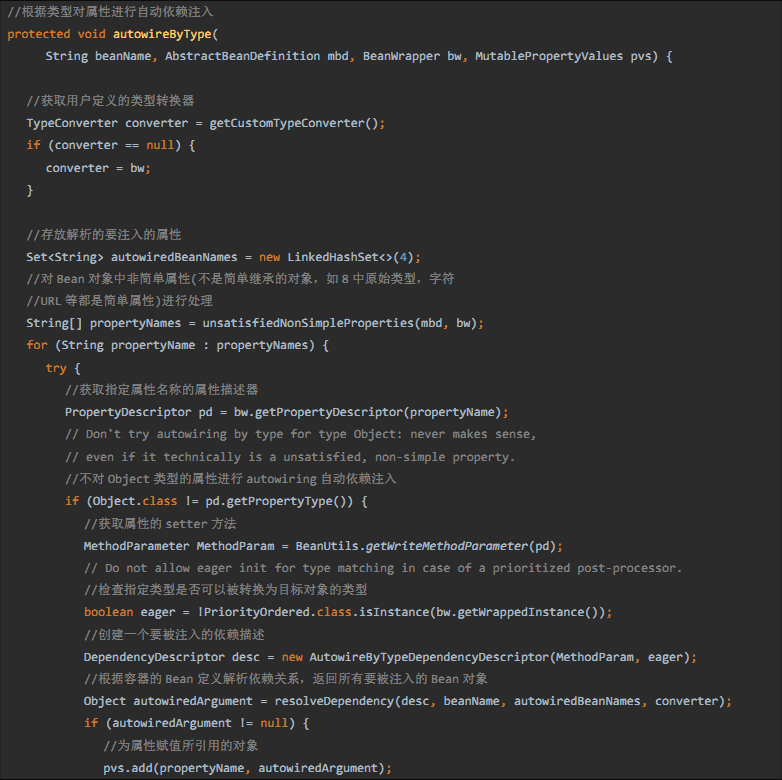 //根据类型对属性进行自动依赖注入
protected void autowireByType(
String beanName, AbstractBeanDefinition mbd, BeanWrapper bw, MutablePropertyValues pvs) {
//获取用户定义的类型转换器
TypeConverter converter = getCustomTypeConverter();
if (converter == null) {
converter = bw;
}
//存放解析的要注入的属性
Set<String> autowiredBeanNames = new LinkedHashSet<>(4);
//对 Bean 对象中非简单属性(不是简单继承的对象，如 8 中原始类型，字符
//URL 等都是简单属性)进行处理
String[] propertyNames = unsatisfiedNonSimpleProperties(mbd, bw);
for (String propertyName : propertyNames) {
try {
//获取指定属性名称的属性描述器
PropertyDescriptor pd = bw.getPropertyDescriptor(propertyName);
// Don't try autowiring by type for type Object: never makes sense,
// even if it technically is a unsatisfied, non-simple property.
//不对 Object 类型的属性进行 autowiring 自动依赖注入
if (Object.class != pd.getPropertyType()) {
//获取属性的 setter 方法
MethodParameter MethodParam = BeanUtils.getWriteMethodParameter(pd);
// Do not allow eager init for type matching in case of a prioritized post-processor.
//检查指定类型是否可以被转换为目标对象的类型
boolean eager = !PriorityOrdered.class.isInstance(bw.getWrappedInstance());
//创建一个要被注入的依赖描述
DependencyDescriptor desc = new AutowireByTypeDependencyDescriptor(MethodParam, eager);
//根据容器的 Bean 定义解析依赖关系，返回所有要被注入的 Bean 对象
Object autowiredArgument = resolveDependency(desc, beanName, autowiredBeanNames, converter);
if (autowiredArgument != null) {
//为属性赋值所引用的对象
pvs.add(propertyName, autowiredArgument);